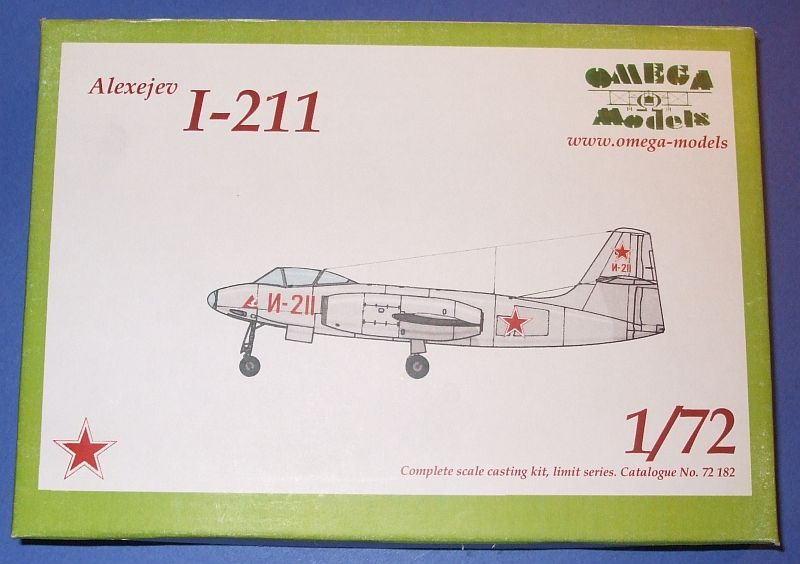 Alexejev
I-211
OMEGA
Models
www.omega-models
И-211
И-211
1/72
Complete scale casting kit, limit series. Catalogue No. 72 182